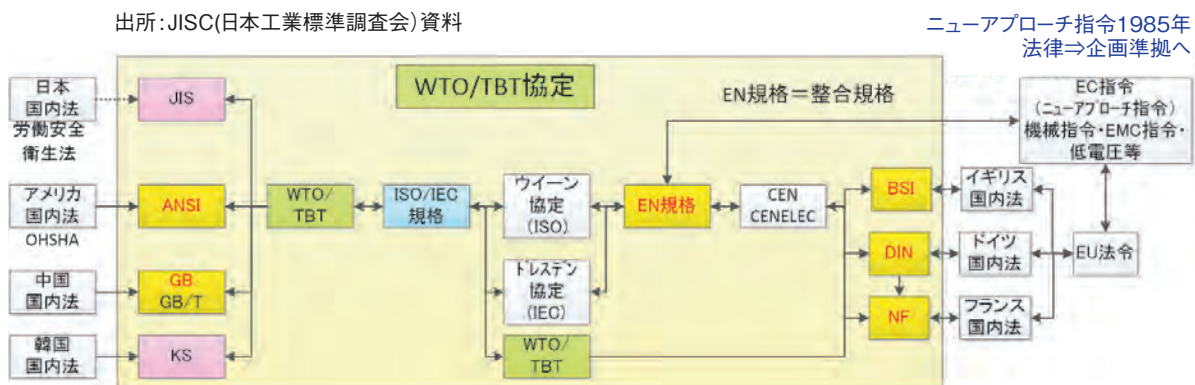 出所：JISC(日本工業標準調査会）資料
ニューアプローチ指令1985年
法律⇒企画準拠へ
WTO/TBT協定
EN規格＝整合規格
EC指令
(ニューアプローチ指令)
機械指令・EMC指令・
低電圧等
日本
国内法
労働安全
衛生法
JIS
アメリカ
国内法
OHSHA
ANSI
WTO/
TBT
ISO/IEC
規格
ウイーン
協定
(ISO)
EN規格
CEN
CENELEC
BSI
イギリス
国内法
中国
国内法
GB
GB/T
ドレスデン
協定
(IEC)
DIN
ドイツ
国内法
EU法令
韓国
国内法
KS
WTO/
TBT
NF
フランス
国内法